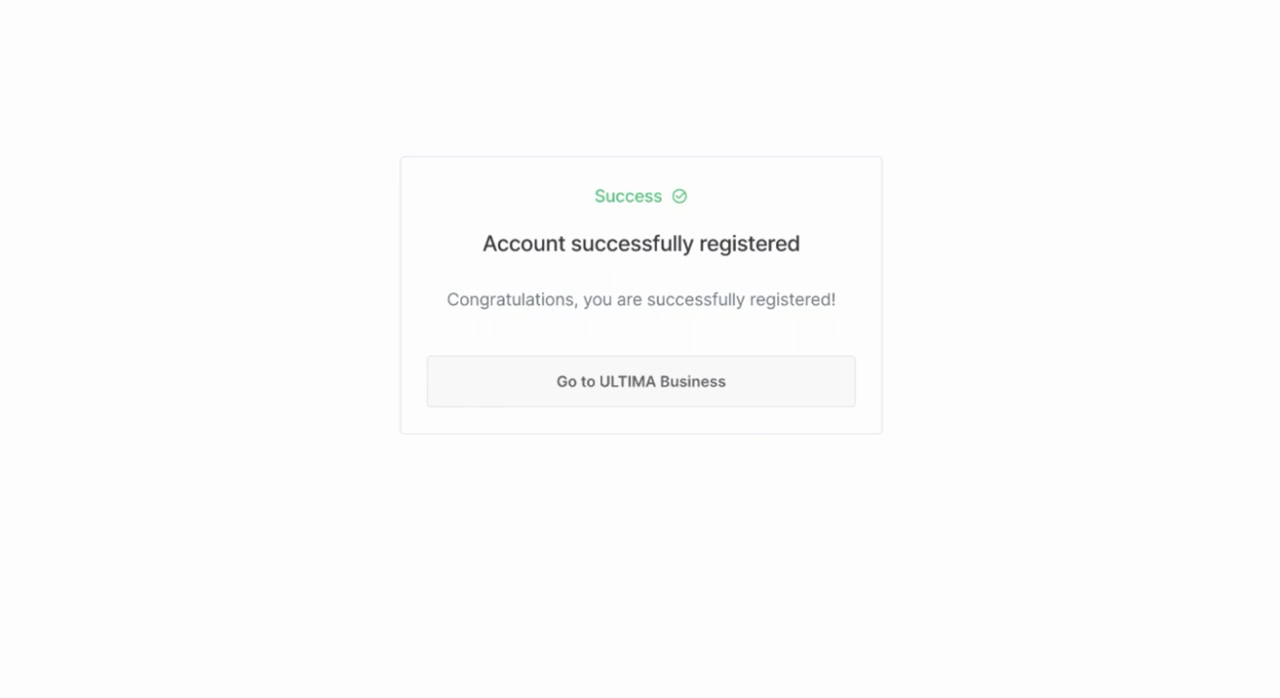 Success
Account successfully registered
Congratulations, you are successfully registered!
Go to ULTIMA Business